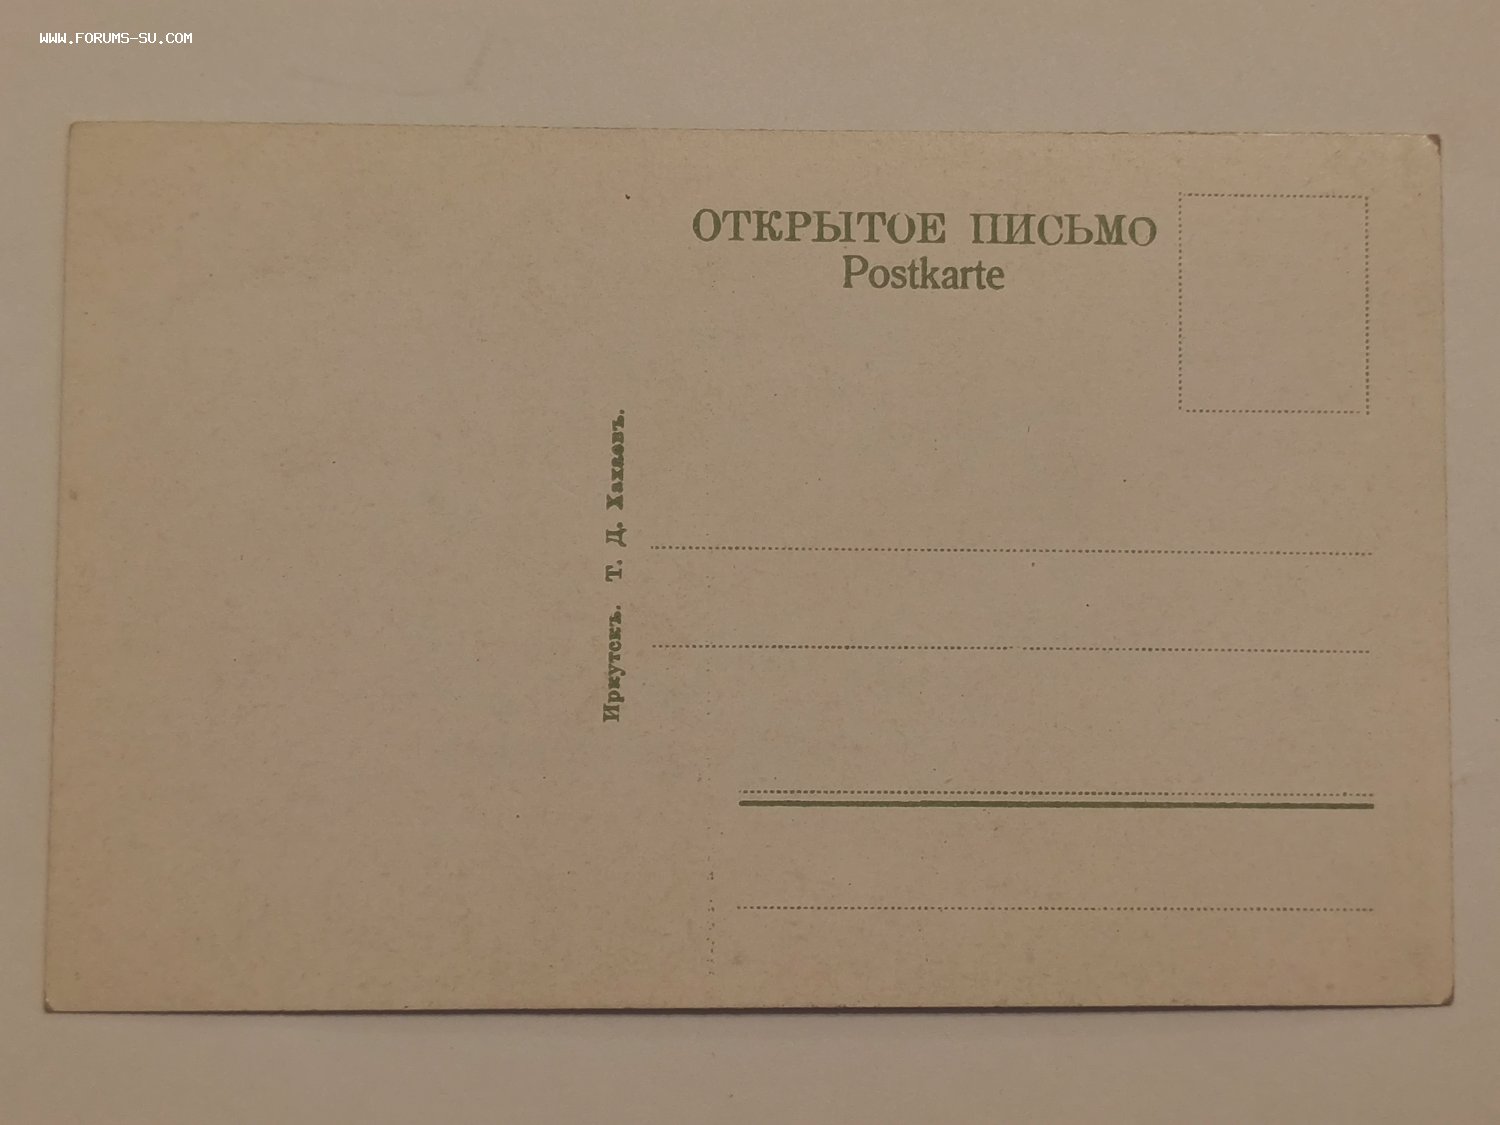 WWW.FORUMS-SU.COM
ОТКРЫТОЕ ПИСЬМО
Postkarte
Иркутскъ. Т. Д. Хахаевъ.